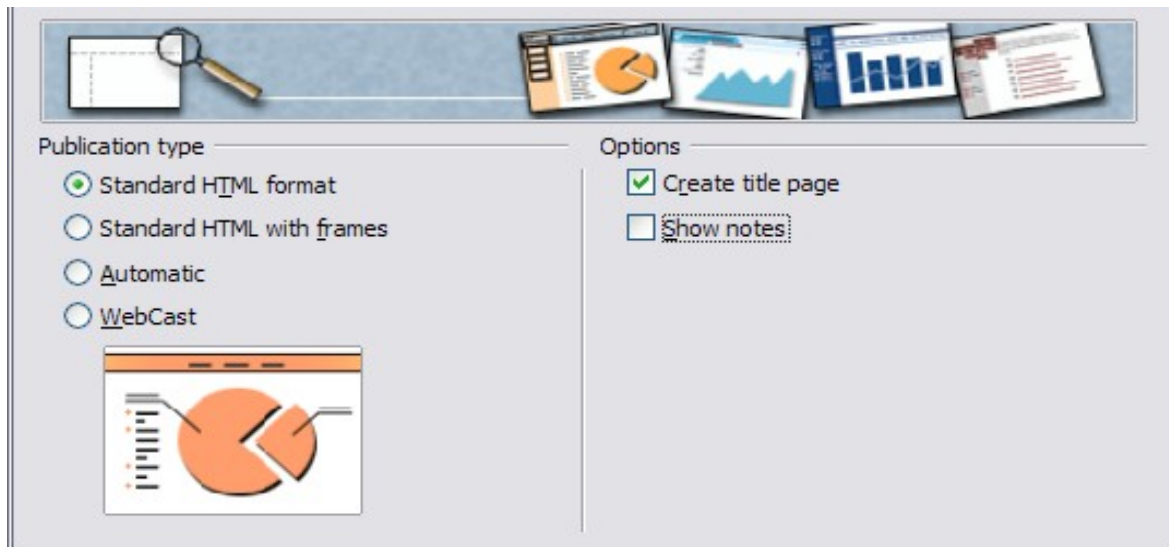 Publication type
Standard HTML format
Standard HTML with frames
Automatic
WebCast
Options
Create title page
Show notes